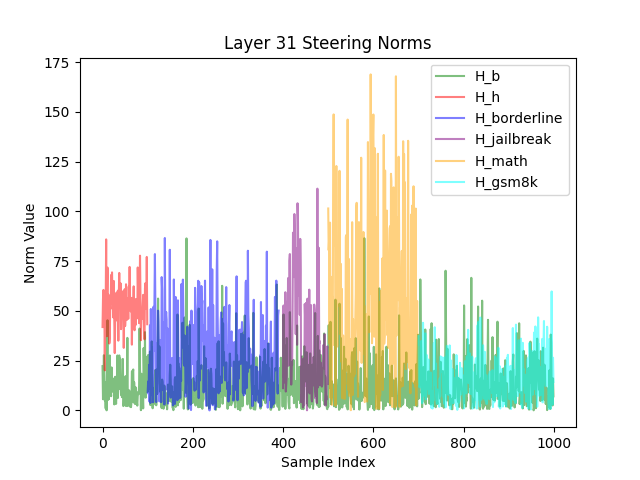 Layer 31 Steering Norms
175
150
125
100
75
50
25
0
Norm Value
0
200
400
600
800
1000
Sample Index
H_b
H_h
H_borderline
H_jailbreak
H_math
H_gsm8k